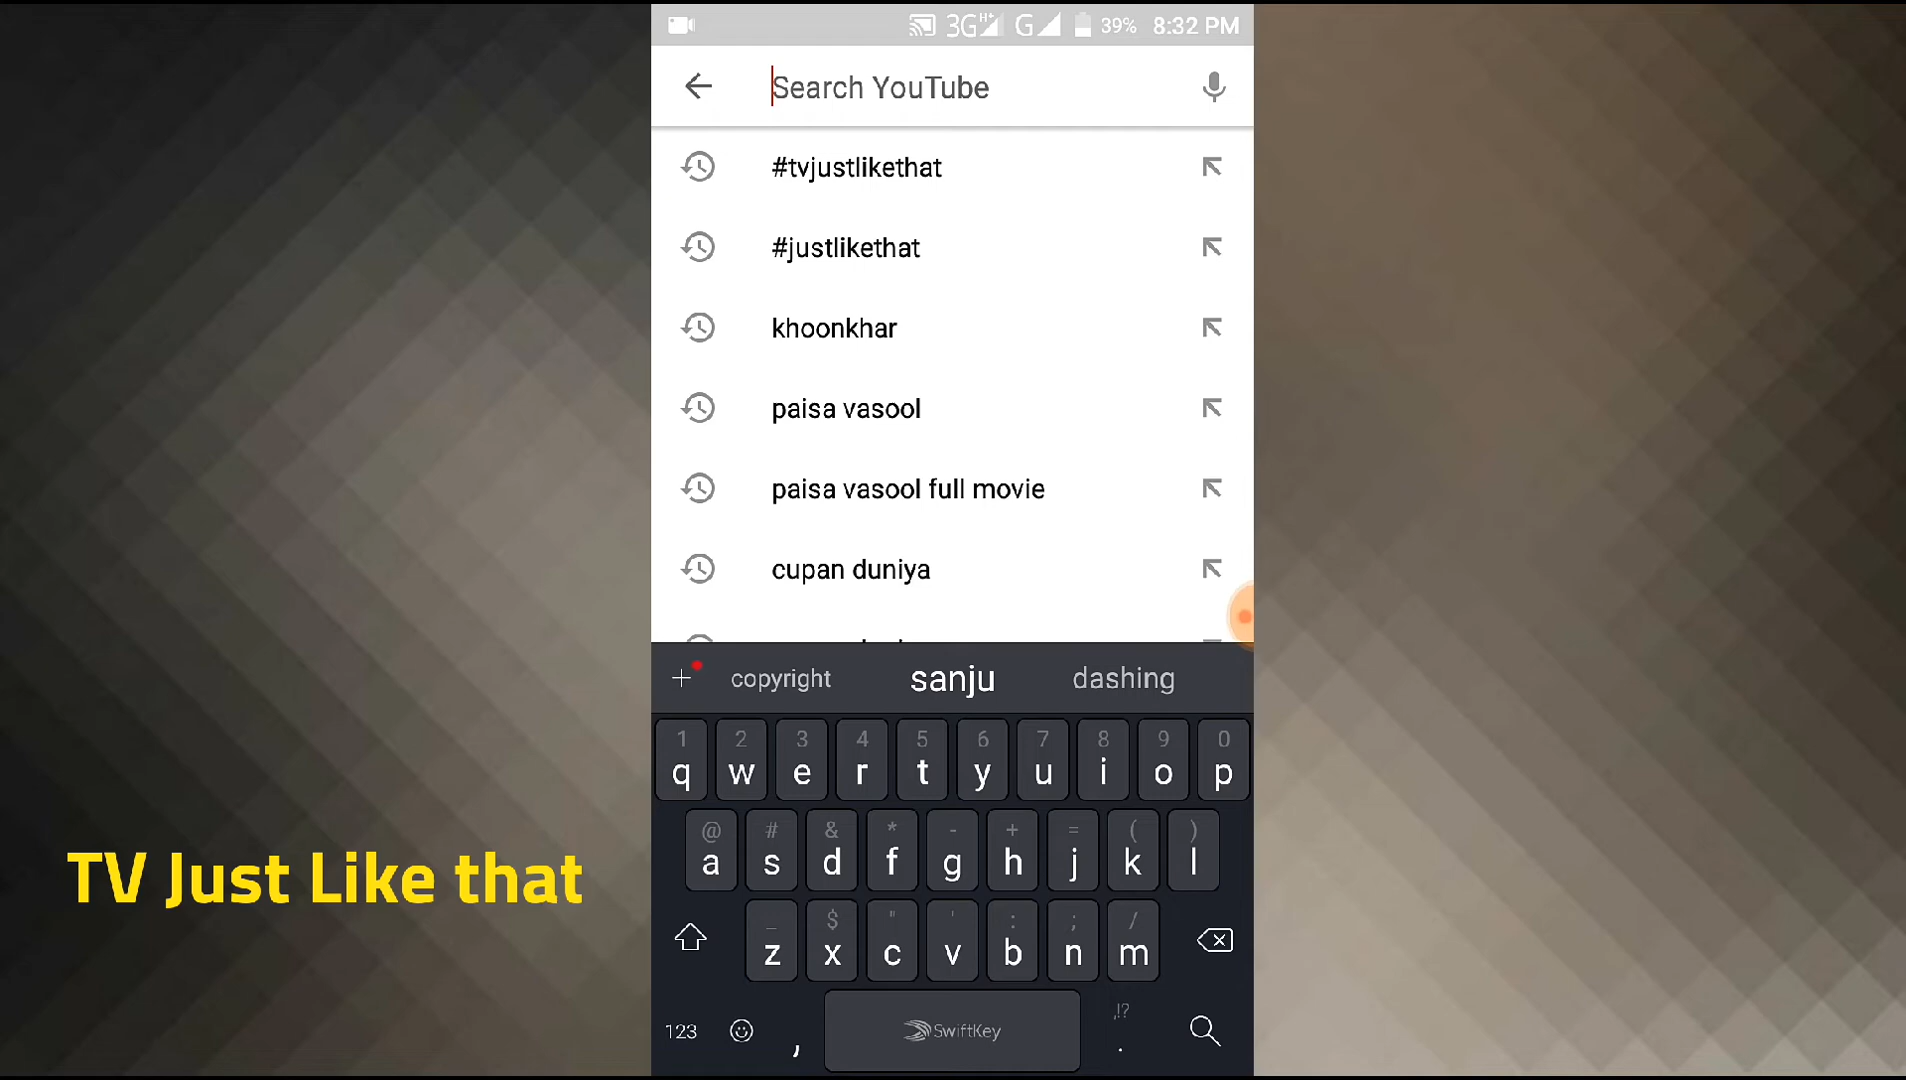 3G H+ G 39% 8:32 PM
Search YouTube
#tvjustlikethat
#justlikethat
khoonkhar
paisa vasool
paisa vasool full movie
cupan duniya
+ copyright sanju dashing
1 2 3 4 5 6 7 8 9 0
q w e r t y u i o p
@ # & * - + = ( )
a s d f g h j k l
TV Just Like that
_ $ " ' : ; /
z x c v b n m
123 , SwiftKey ,!? .